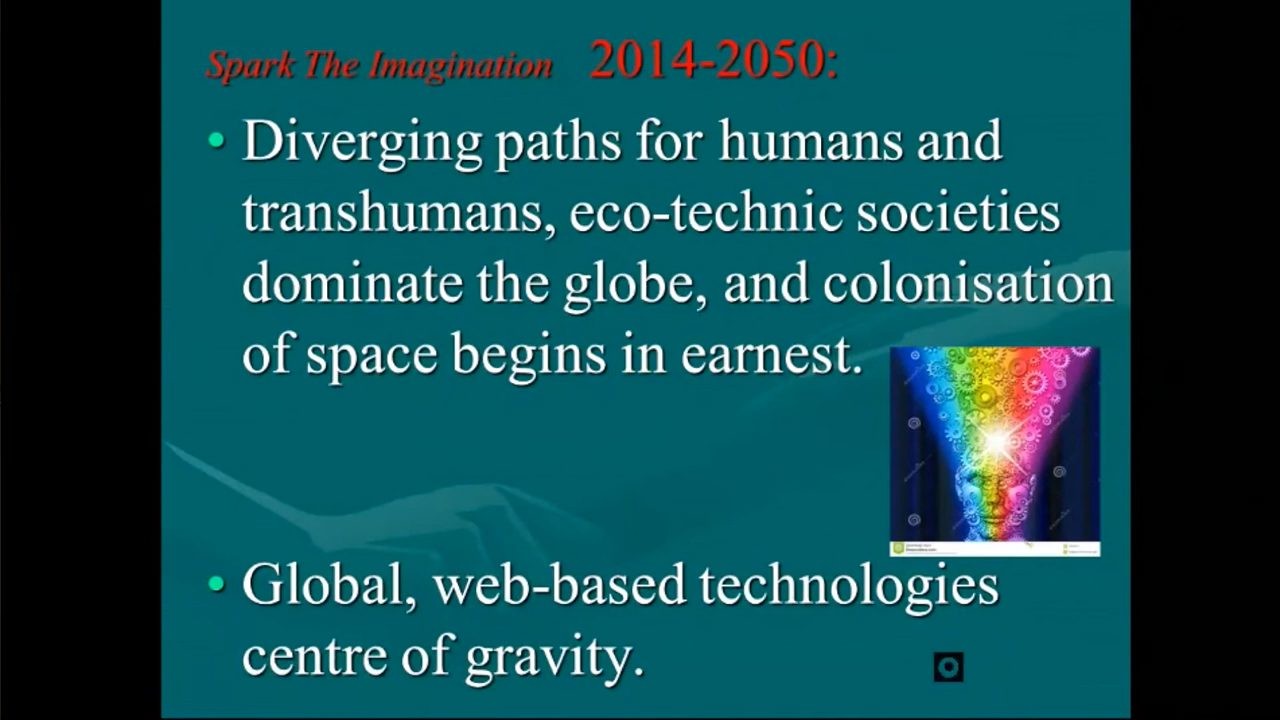 Spark The Imagination 2014-2050:
• Diverging paths for humans and
transhumans, eco-technic societies
dominate the globe, and colonisation
of space begins in earnest.
• Global, web-based technologies
centre of gravity.